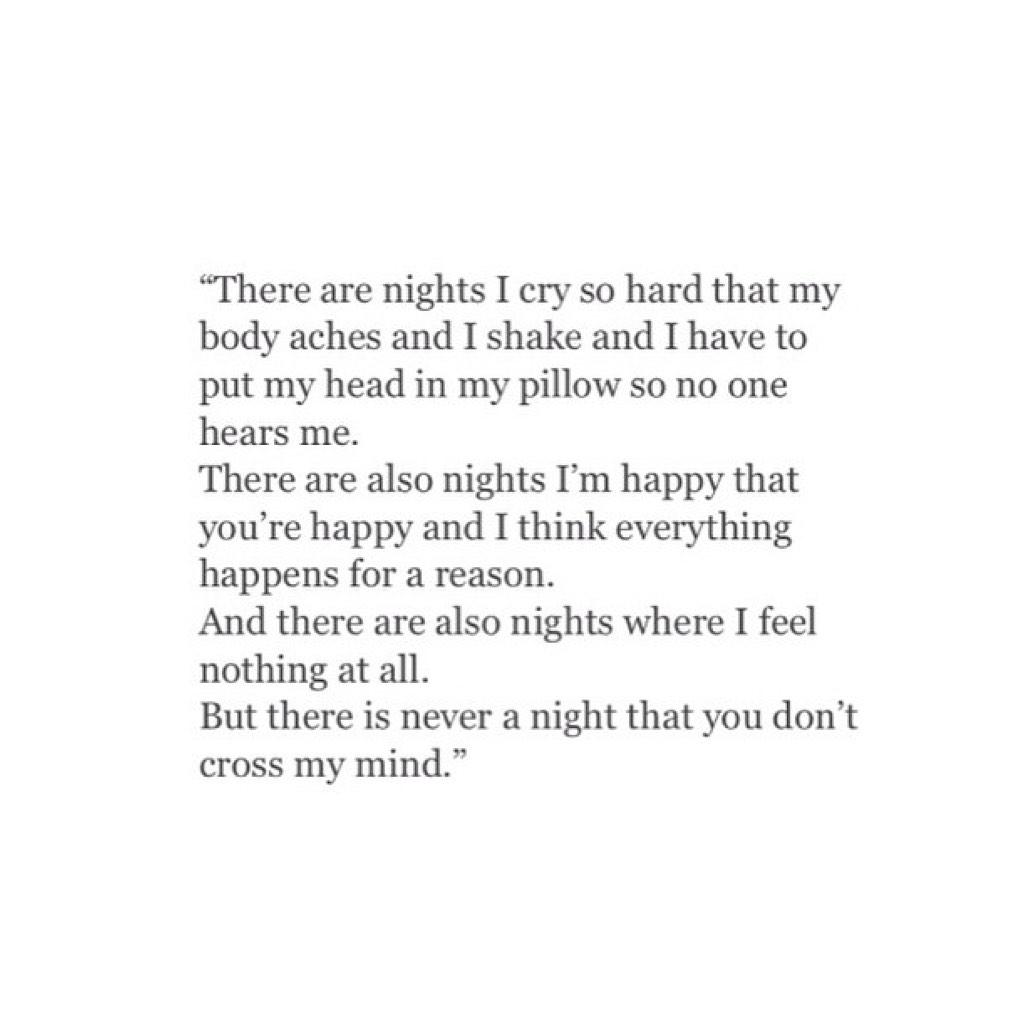 “There are nights I cry so hard that my
body aches and I shake and I have to
put my head in my pillow so no one
hears me.
There are also nights I’m happy that
you’re happy and I think everything
happens for a reason.
And there are also nights where I feel
nothing at all.
But there is never a night that you don’t
cross my mind.”